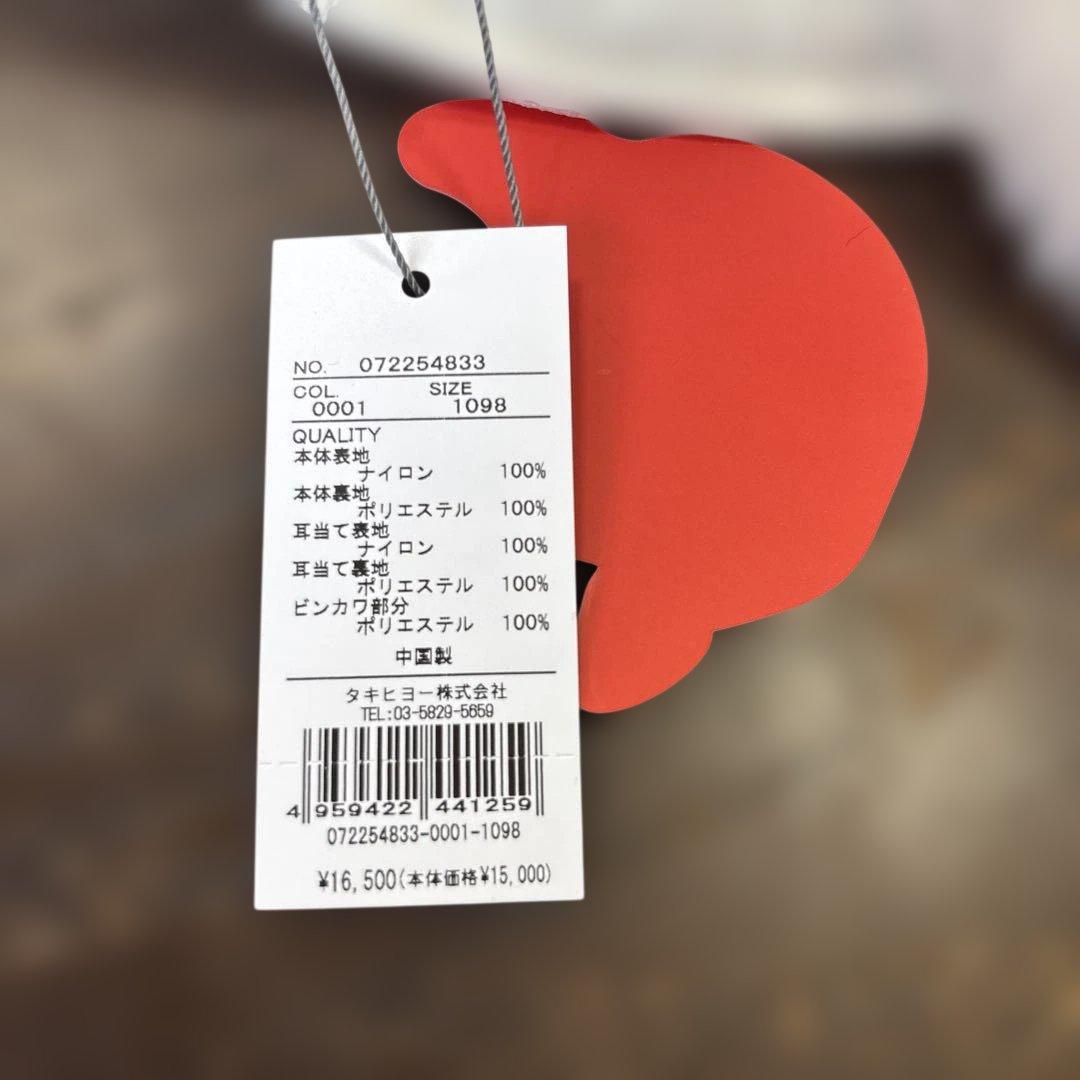 NO. 072254833
COL. SIZE
0001 1098
QUALITY
本体表地
ナイロン 100%
本体裏地
ポリエステル 100%
耳当て表地
ナイロン 100%
耳当て裏地
ポリエステル 100%
ビンカワ部分
ポリエステル 100%
中国製
タキヒヨー株式会社
TEL:03-5829-5659
4 959422 441259
072254833-0001-1098
¥16,500(本体価格¥15,000)